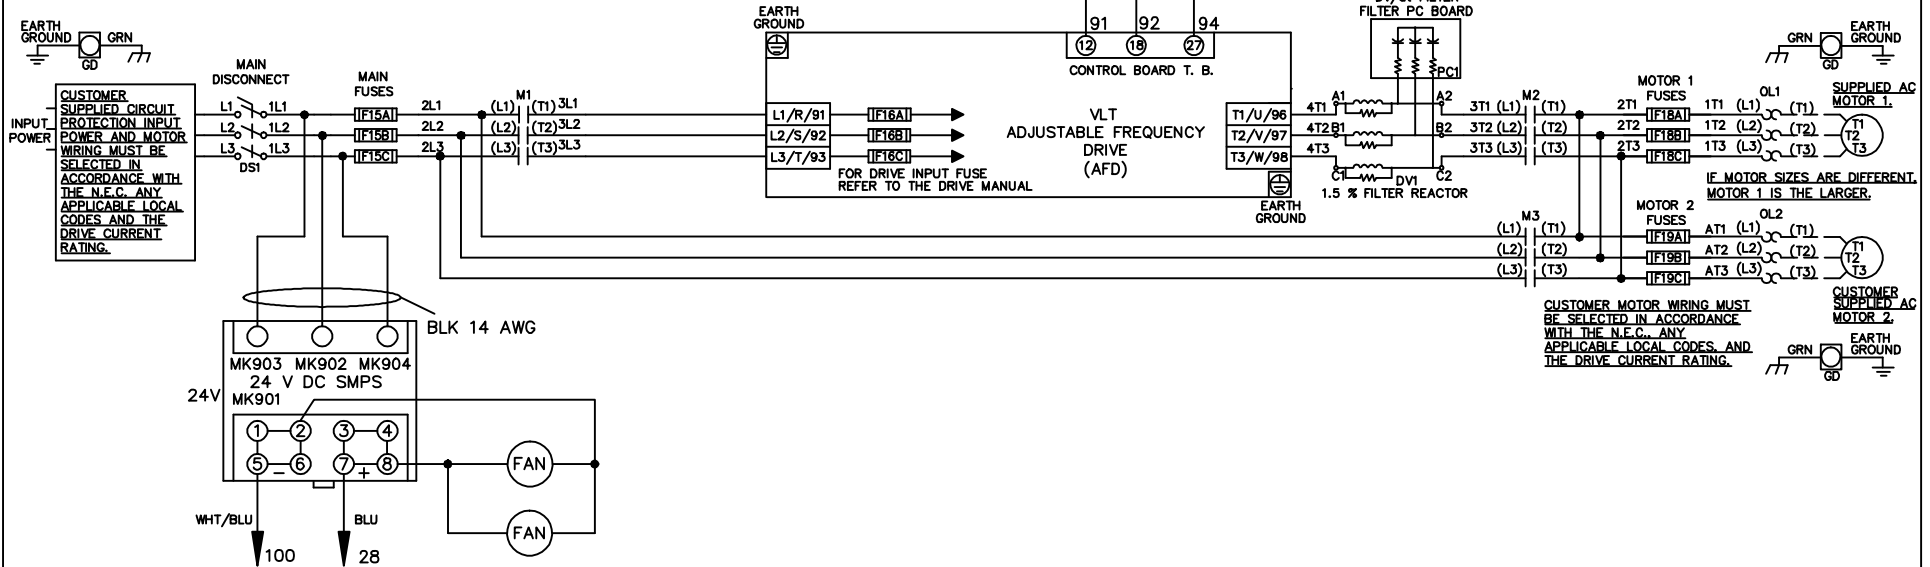 EARTH
GROUND
GRN
GD
CUSTOMER
SUPPLIED CIRCUIT
PROTECTION INPUT
POWER AND MOTOR
WIRING MUST BE
SELECTED IN
ACCORDANCE WITH
THE N.E.C. ANY
APPLICABLE LOCAL
CODES AND THE
DRIVE CURRENT
RATING.
INPUT
POWER
MAIN
DISCONNECT
L1 1L1
L2 1L2
L3 1L3
DS1
MAIN
FUSES
F15A
F15B
F15C
2L1
2L2
2L3
M1
(L1) (T1) 3L1
(L2) (T2) 3L2
(L3) (T3) 3L3
EARTH
GROUND
91 92 94
12 18 27
CONTROL BOARD T. B.
L1/R/91
L2/S/92
L3/T/93
F16A
F16B
F16C
FOR DRIVE INPUT FUSE
REFER TO THE DRIVE MANUAL
VLT
ADJUSTABLE FREQUENCY
DRIVE
(AFD)
T1/U/96
T2/V/97
T3/W/98
EARTH
GROUND
FILTER PC BOARD
PC1
4T1 A1 A2
4T2 B1 B2
4T3 C1 C2
DV1
1.5 % FILTER REACTOR
M2
3T1 (L1) (T1)
3T2 (L2) (T2)
3T3 (L3) (T3)
MOTOR 1
FUSES
2T1 F18A 1T1 (L1) (T1)
2T2 F18B 1T2 (L2) (T2)
2T3 F18C 1T3 (L3) (T3)
OL1
GRN
GD
EARTH
GROUND
SUPPLIED AC
MOTOR 1.
T1
T2
T3
IF MOTOR SIZES ARE DIFFERENT,
MOTOR 1 IS THE LARGER.
M3
(L1) (T1)
(L2) (T2)
(L3) (T3)
MOTOR 2
FUSES
F19A AT1 (L1) (T1)
F19B AT2 (L2) (T2)
F19C AT3 (L3) (T3)
OL2
T1
T2
T3
CUSTOMER
SUPPLIED AC
MOTOR 2.
CUSTOMER MOTOR WIRING MUST
BE SELECTED IN ACCORDANCE
WITH THE N.E.C., ANY
APPLICABLE LOCAL CODES, AND
THE DRIVE CURRENT RATING.
GRN
GD
EARTH
GROUND
BLK 14 AWG
MK903 MK902 MK904
24 V DC SMPS
24V
MK901
1 2 3 4
5 - 6 7 + 8
FAN
FAN
WHT/BLU
BLU
100
28